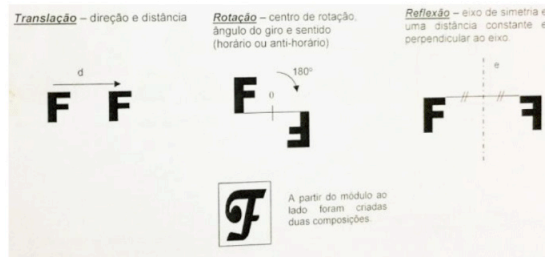 Translação – direção e distância
d
F F
Rotação – centro de rotação,
ângulo do giro e sentido
(horário ou anti-horário)
180º
F
0
F
Reflexão – eixo de simetria e
uma distância constante e
perpendicular ao eixo.
e
F F
F
A partir do módulo ao
lado foram criadas
duas composições.